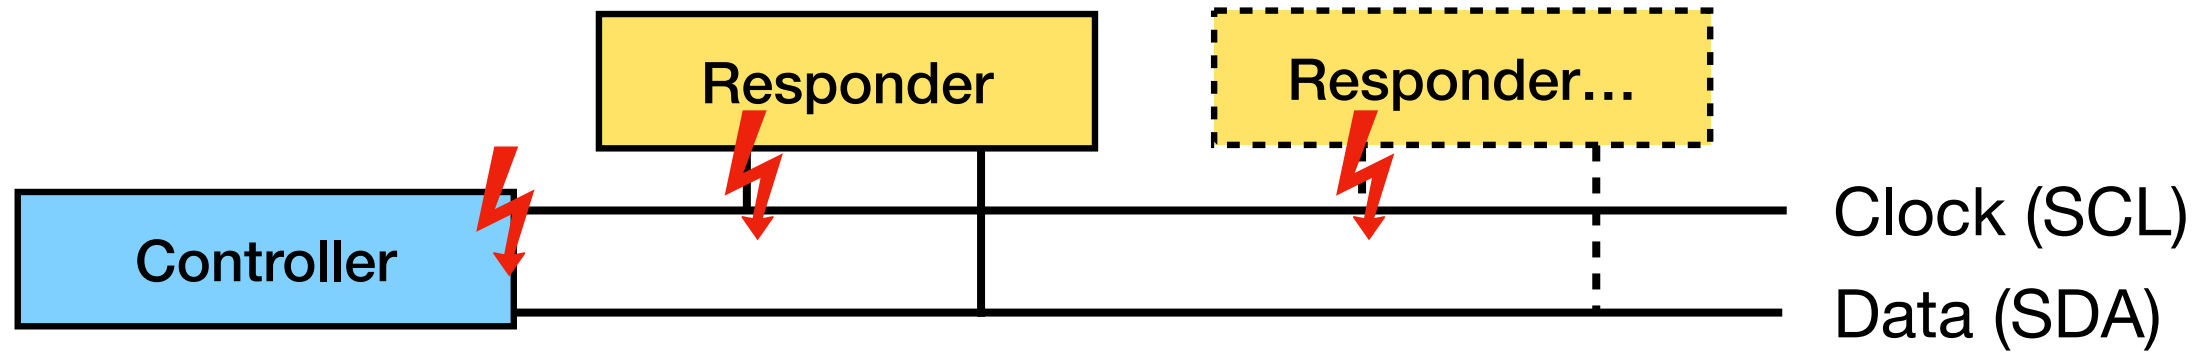 Responder
Responder...
Controller
Clock (SCL)
Data (SDA)